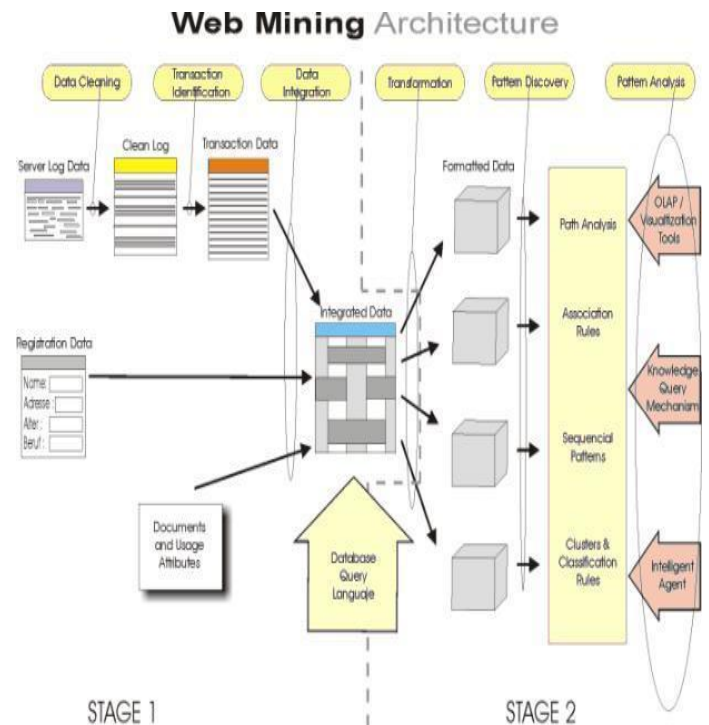 Web Mining Architecture
Data Cleaning
Transaction
Identification
Data
Integration
Transformation
Pattern Discovery
Pattern Analysis
Server Log Data
Clean Log
Transaction Data
Formatted Data
Path Analysis
OLAP /
Visualtization
Tools
Integrated Data
Association
Rules
Registration Data
Name:
Adresse :
Alter :
Beruf :
Knowledge
Query
Mechanism
Sequencial
Patterns
Documents
and Usage
Attributes
Database
Query
Languaje
Clusters &
Classification
Rules
Intelligent
Agent
STAGE 1
STAGE 2